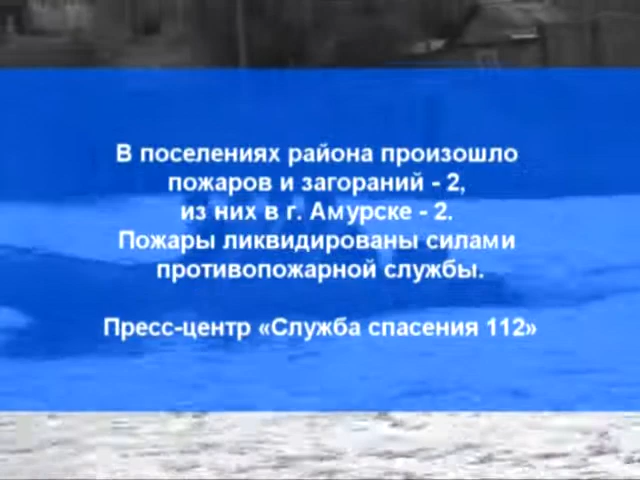 В поселениях района произошло
пожаров и загораний - 2,
из них в г. Амурске - 2.
Пожары ликвидированы силами
противопожарной службы.
Пресс-центр «Служба спасения 112»